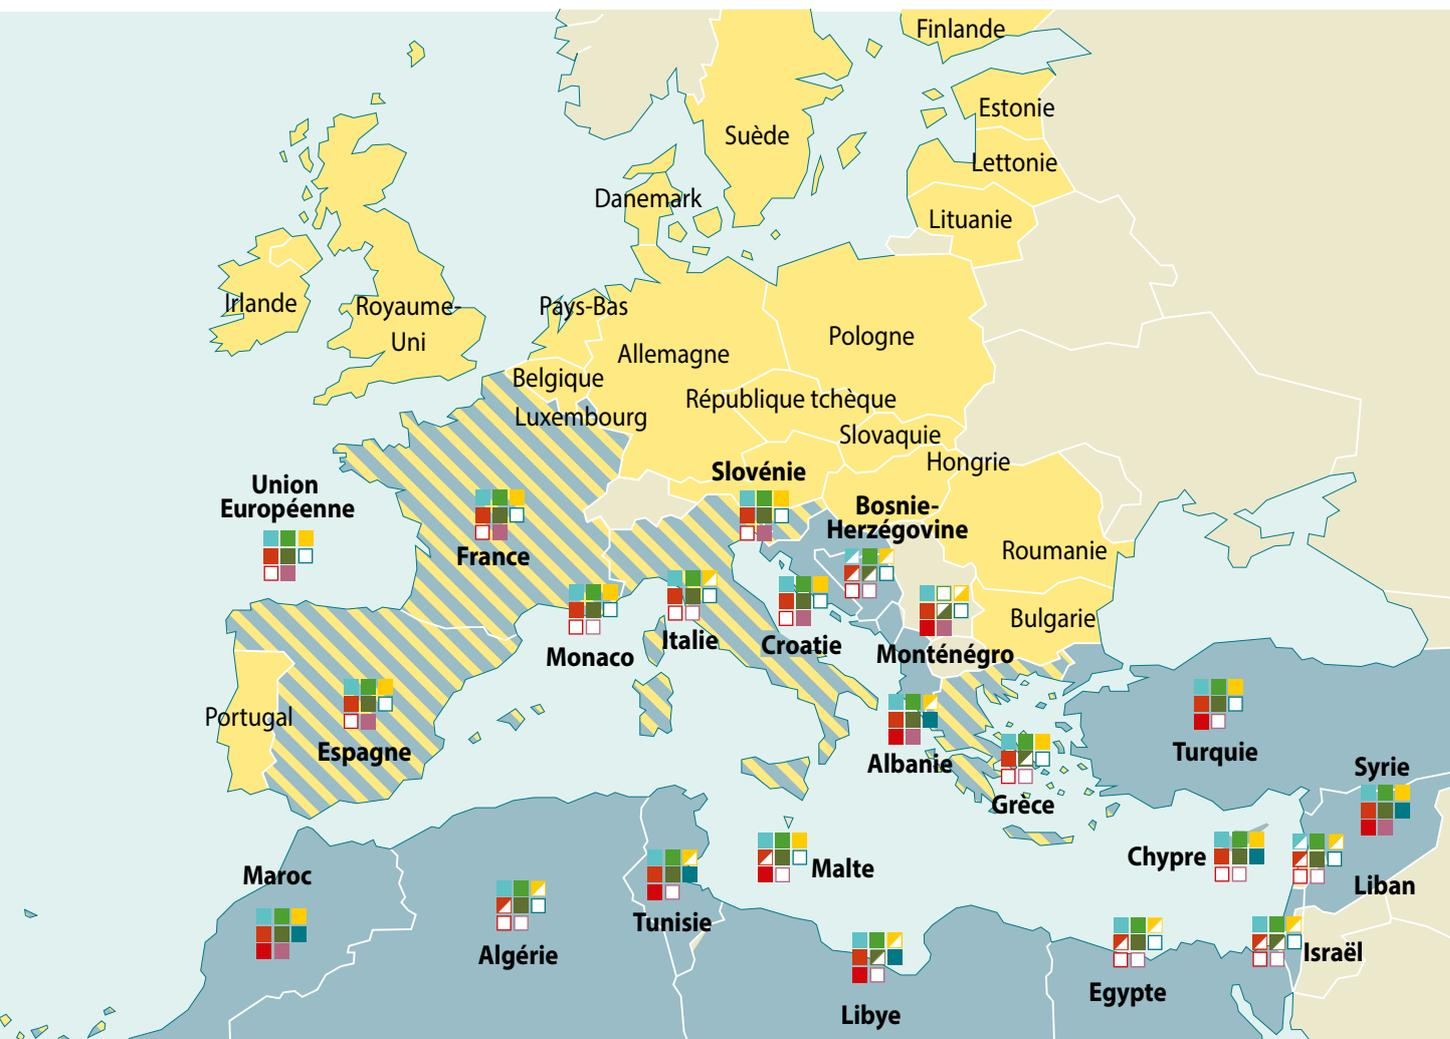 Finlande
Estonie
Suède
Lettonie
Danemark
Lituanie
Irlande
Royaume-
Uni
Pays-Bas
Pologne
Allemagne
Belgique
République tchèque
Luxembourg
Slovaquie
Hongrie
Slovénie
Union
Européenne
Bosnie-
Herzégovine
France
Roumanie
Bulgarie
Monaco
Italie
Croatie
Monténégro
Portugal
Espagne
Albanie
Turquie
Grèce
Syrie
Chypre
Malte
Maroc
Liban
Tunisie
Algérie
Israël
Egypte
Libye